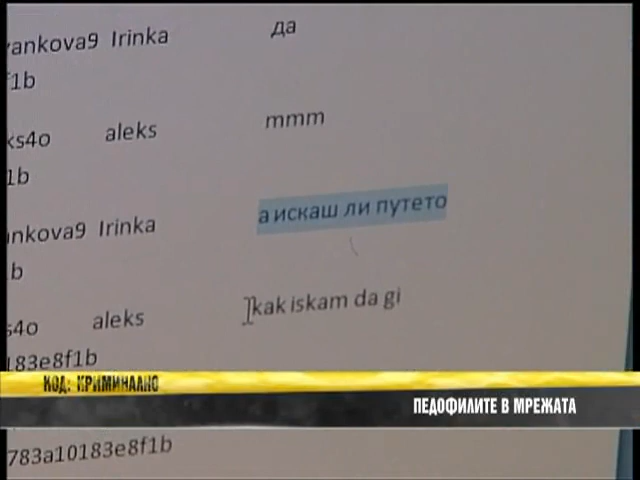 vankova9 Irinka да
f1b
ks4o aleks mmm
1b
ankova9 Irinka а искаш ли путето
b
s4o aleks kak iskam da gi
183e8f1b
КОД: КРИМИНАЛНО
ПЕДОФИЛИТЕ В МРЕЖАТА
783a10183e8f1b